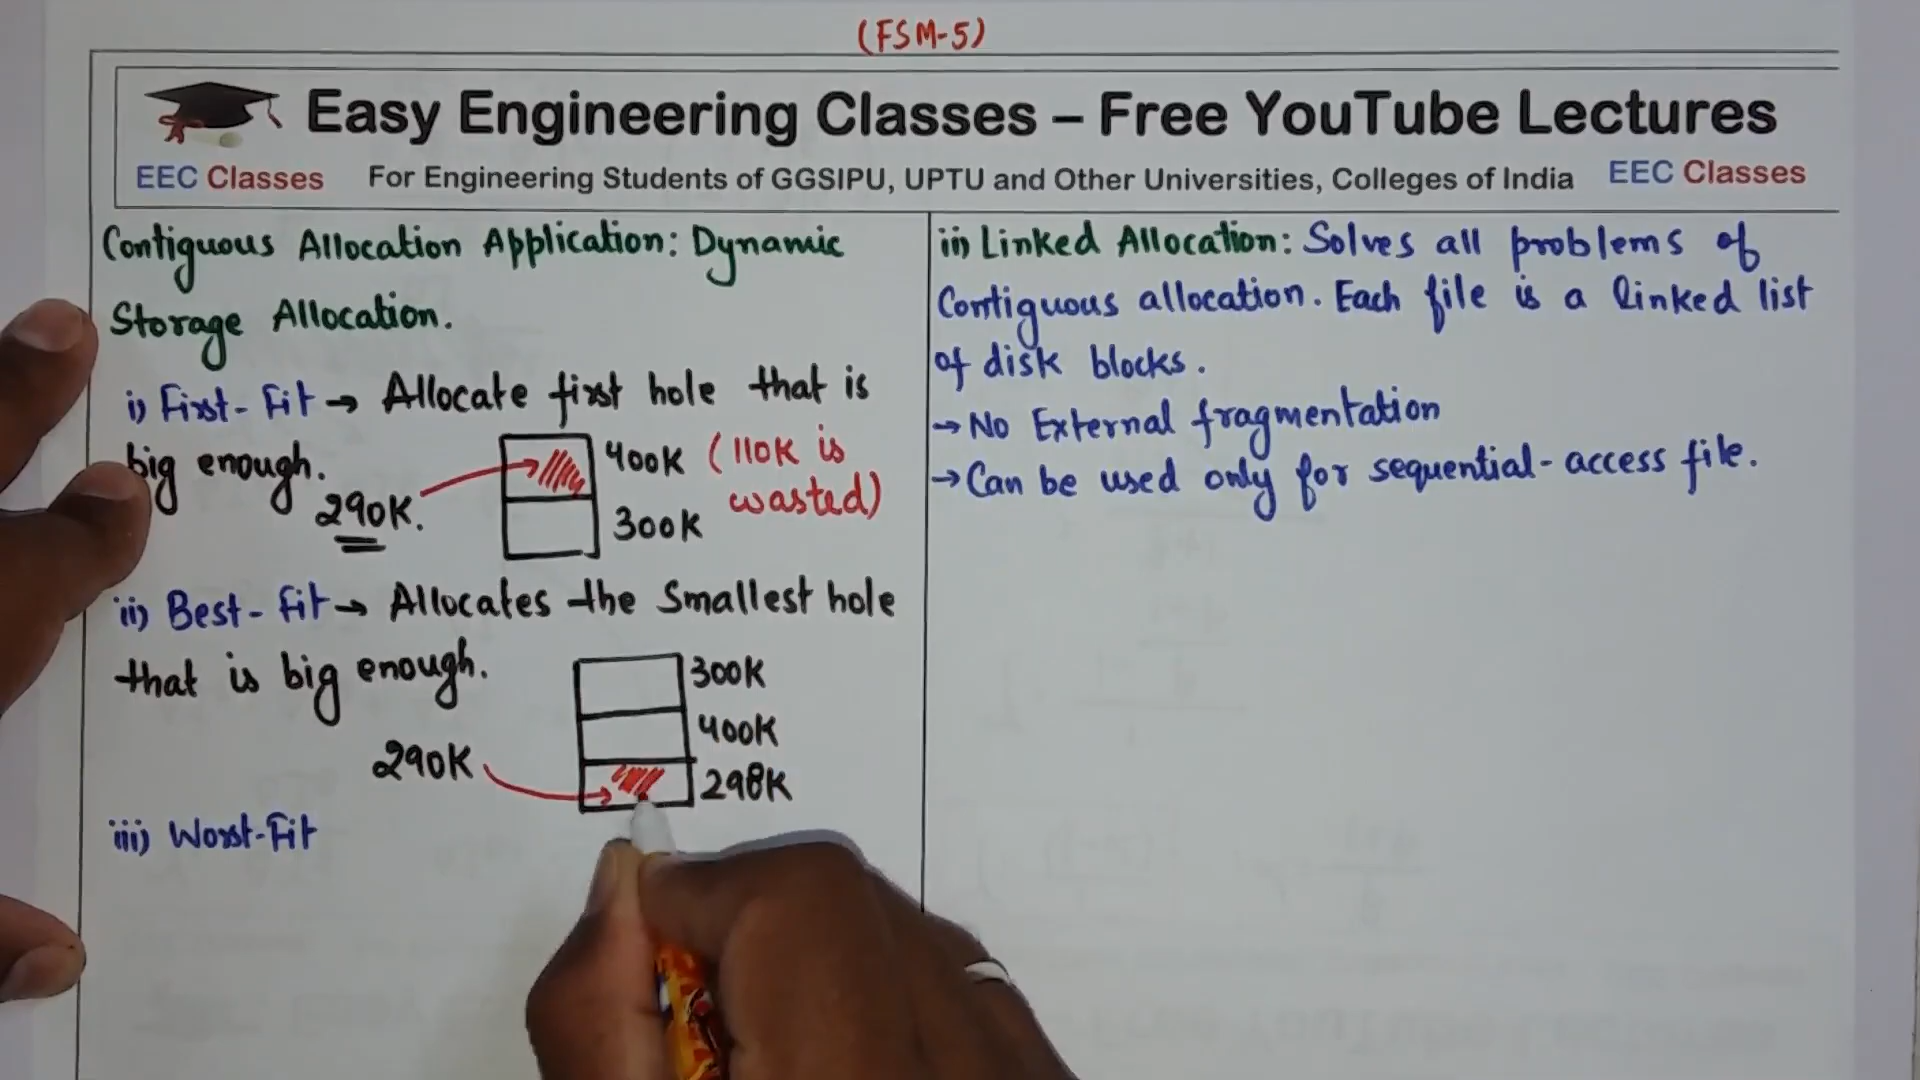 (FSM-5)
Easy Engineering Classes – Free YouTube Lectures
EEC Classes For Engineering Students of GGSIPU, UPTU and Other Universities, Colleges of India EEC Classes
Contiguous Allocation Application: Dynamic
Storage Allocation.
i) First-Fit → Allocate first hole that is
big enough.
290K.
400K (110K is
wasted)
300K
ii) Best-Fit → Allocates the Smallest hole
that is big enough.
300K
400K
290K
298K
iii) Worst-Fit
ii) Linked Allocation: Solves all problems of
Contiguous allocation. Each file is a linked list
of disk blocks.
→ No External fragmentation
→ Can be used only for sequential-access file.